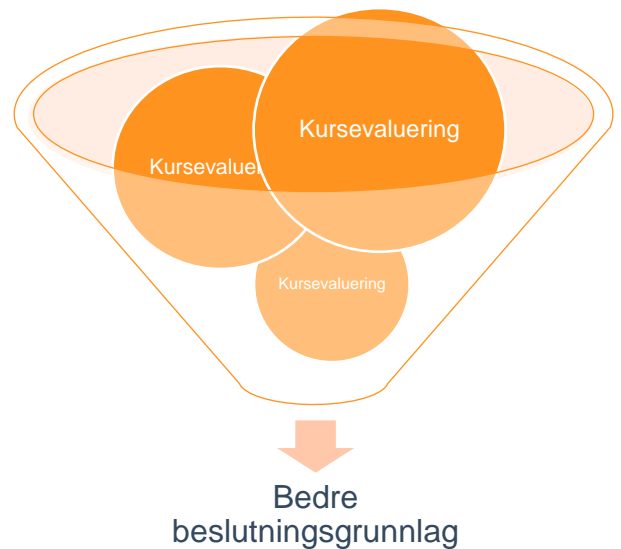 Kursevaluering
Kursevaluer
Kursevaluering
Bedre
beslutningsgrunnlag